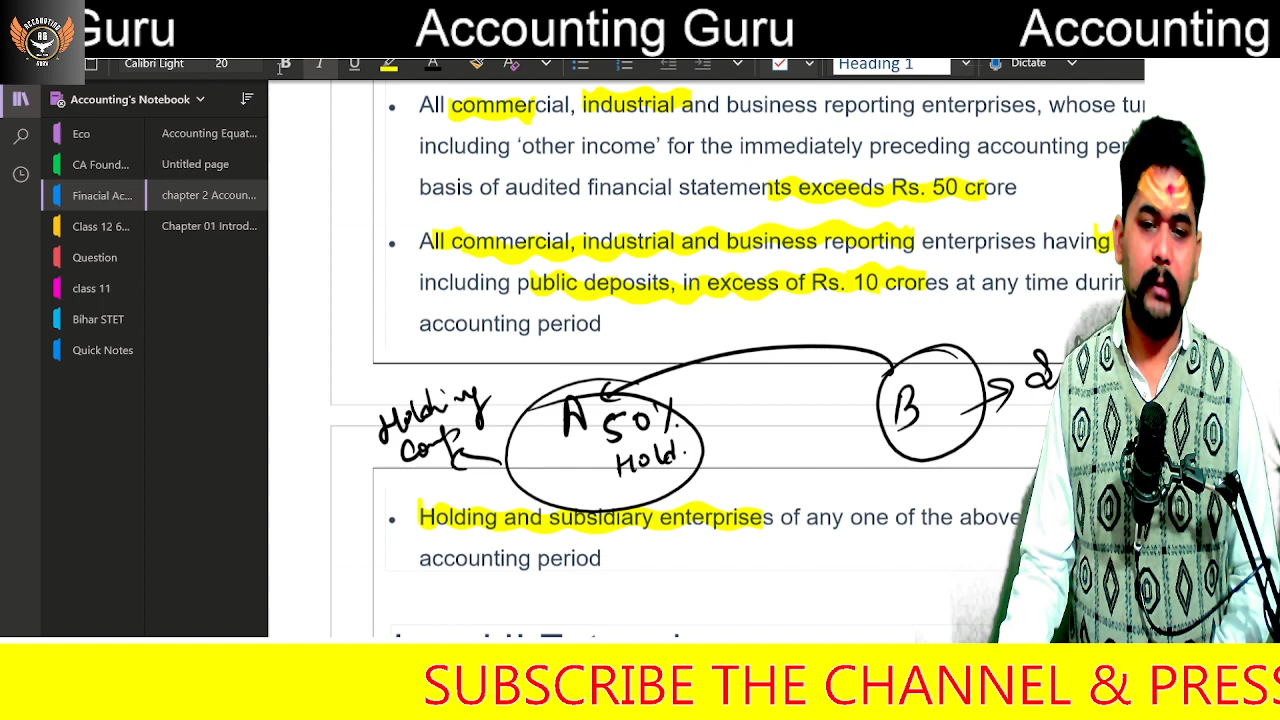 Guru Accounting Guru Accounting
ACCOUNTING
AG
GURU
Calibri Light 20 B I U A Heading 1 Dictate
Accounting's Notebook
Eco
CA Found...
Finacial Ac...
Class 12 6...
Question
class 11
Bihar STET
Quick Notes
Accounting Equat...
Untitled page
chapter 2 Accoun...
Chapter 01 Introd...
All commercial, industrial and business reporting enterprises, whose
including ‘other income’ for the immediately preceding accounting
basis of audited financial statements exceeds Rs. 50 crore
All commercial, industrial and business reporting enterprises having
including public deposits, in excess of Rs. 10 crores at any time
accounting period
Holding
A 50%
Hold.
B
Holding and subsidiary enterprises of any one of the above
accounting period
SUBSCRIBE THE CHANNEL & PRESS